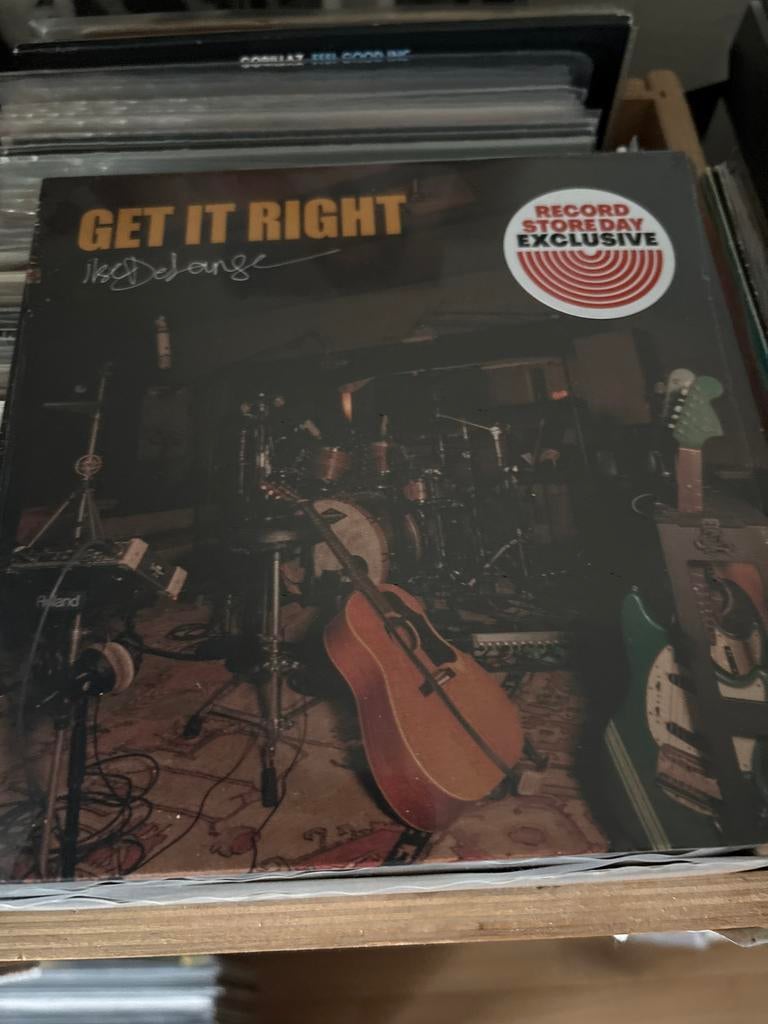 GORILLAZ FEEL GOOD INC
GET IT RIGHT
ilseDeLange
RECORD
STORE DAY
EXCLUSIVE
Roland